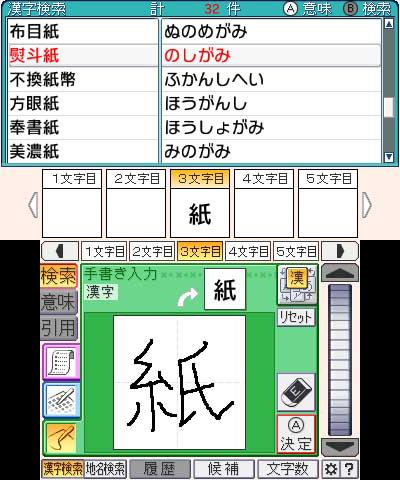 漢字検索 計 32 件 Ⓐ 意味 Ⓑ 検索
布目紙 ぬのめがみ
熨斗紙 のしがみ
不換紙幣 ふかんしへい
方眼紙 ほうがんし
奉書紙 ほうしょがみ
美濃紙 みのがみ
1文字目 2文字目 3文字目 4文字目 5文字目
紙
1文字目 2文字目 3文字目 4文字目 5文字目
検索 手書き入力 漢
意味 漢字 紙
引用 リセット
紙
E
Ⓐ
決定
漢字検索 地名検索 履歴 候補 文字数 ?